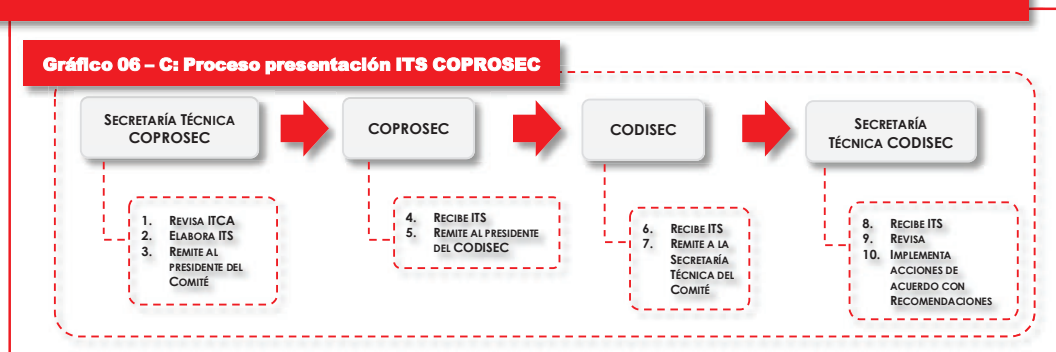 Gráfico 06 – C: Proceso presentación ITS COPROSEC
SECRETARÍA TÉCNICA
COPROSEC
COPROSEC
CODISEC
SECRETARÍA
TÉCNICA CODISEC
1. REVISA ITCA
2. ELABORA ITS
3. REMITE AL
PRESIDENTE DEL
COMITÉ
4. RECIBE ITS
5. REMITE AL PRESIDENTE
DEL CODISEC
6. RECIBE ITS
7. REMITE A LA
SECRETARÍA
TÉCNICA DEL
COMITÉ
8. RECIBE ITS
9. REVISA
10. IMPLEMENTA
ACCIONES DE
ACUERDO CON
RECOMENDACIONES